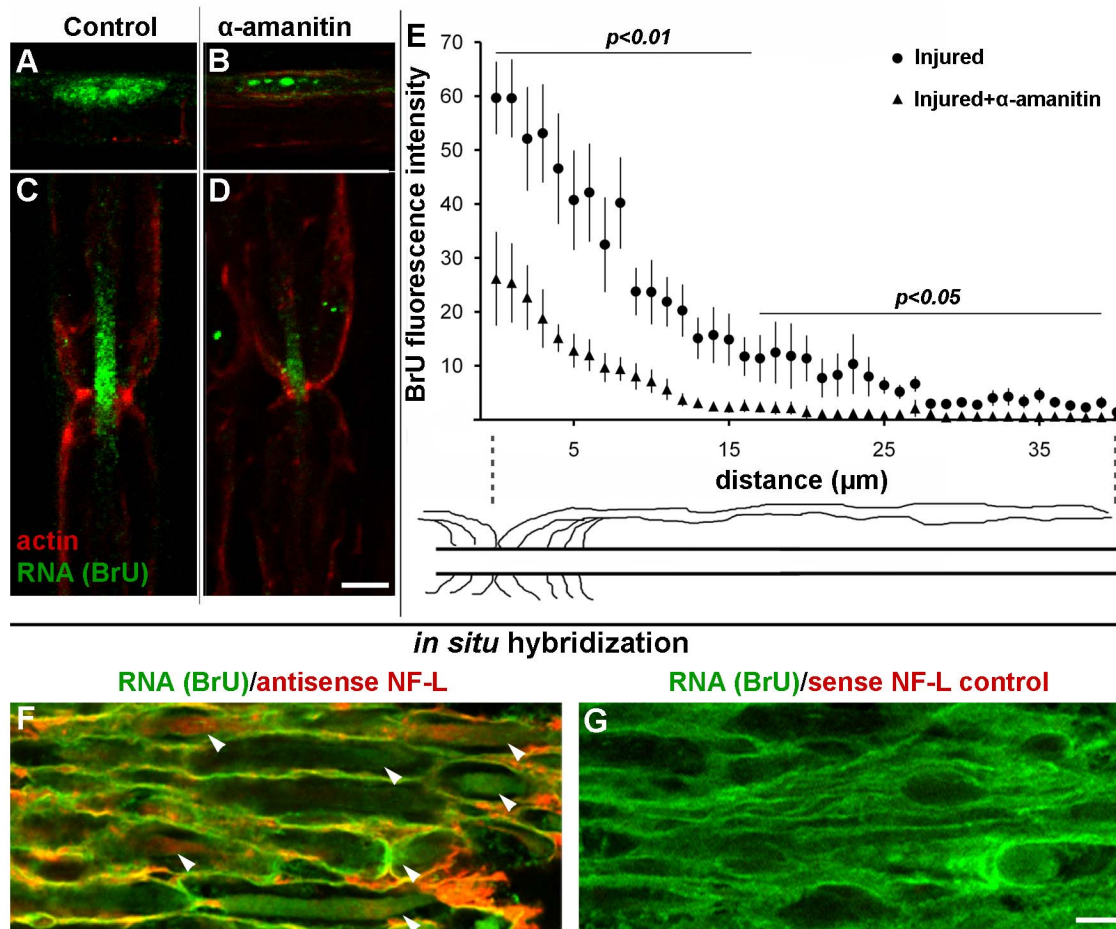 Control
α-amanitin
A
B
C
D
actin
RNA (BrU)
E
BrU fluorescence intensity
70
60
50
40
30
20
10
p<0.01
p<0.05
Injured
Injured+α-amanitin
5 15 25 35
distance (µm)
in situ hybridization
RNA (BrU)/antisense NF-L
RNA (BrU)/sense NF-L control
F
G